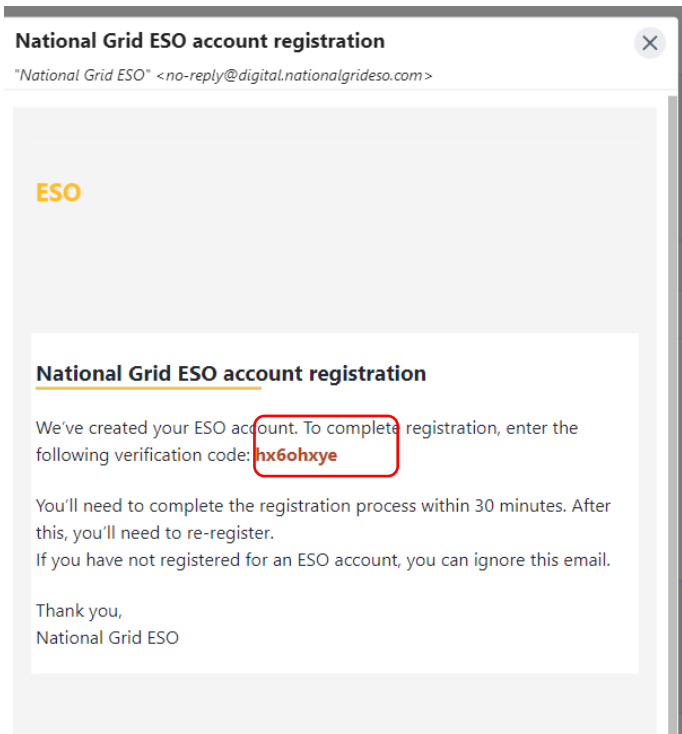 National Grid ESO account registration
"National Grid ESO" <no-reply@digital.nationalgrideso.com>
ESO
National Grid ESO account registration
We've created your ESO account. To complete registration, enter the
following verification code: hx6ohxye
You'll need to complete the registration process within 30 minutes. After
this, you'll need to re-register.
If you have not registered for an ESO account, you can ignore this email.
Thank you,
National Grid ESO